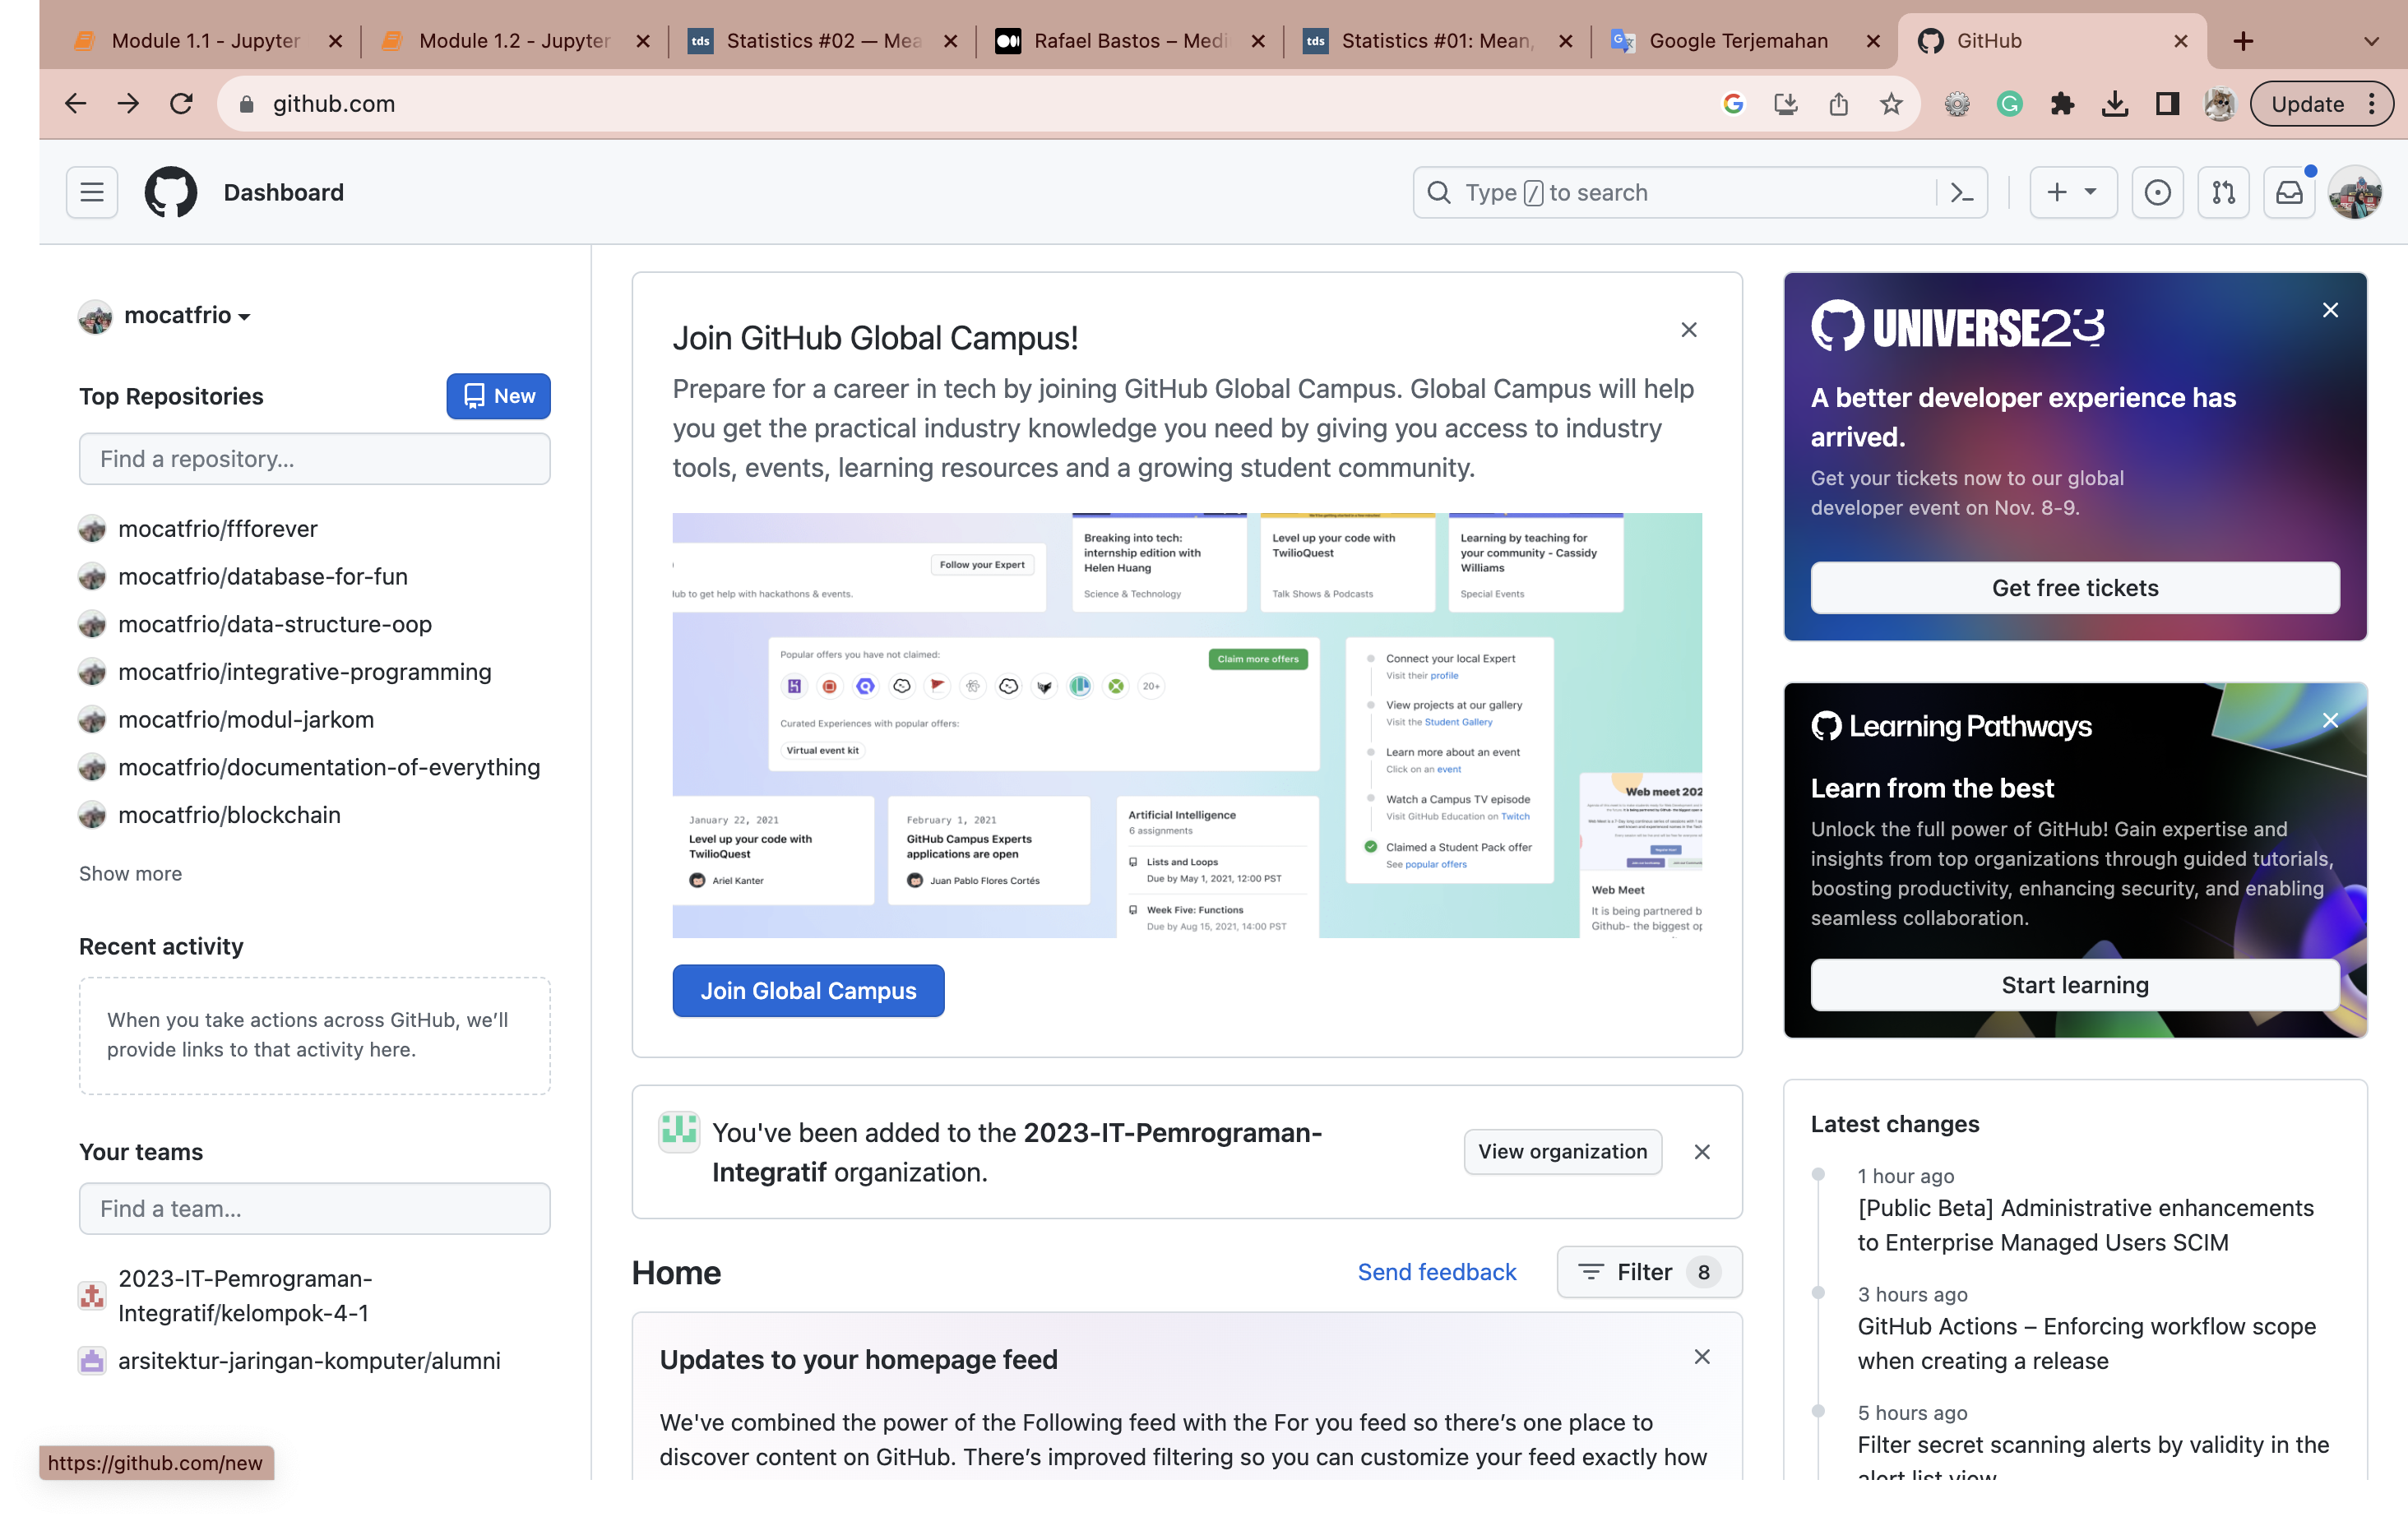 Module 1.1 - Jupyter
Module 1.2 - Jupyter
tds
Statistics #02 — Mea
Rafael Bastos – Medi
tds
Statistics #01: Mean,
Google Terjemahan
GitHub
github.com
Update
Dashboard
Type / to search
mocatfrio
Top Repositories
New
Find a repository...
mocatfrio/ffforever
mocatfrio/database-for-fun
mocatfrio/data-structure-oop
mocatfrio/integrative-programming
mocatfrio/modul-jarkom
mocatfrio/documentation-of-everything
mocatfrio/blockchain
Show more
Recent activity
When you take actions across GitHub, we’ll
provide links to that activity here.
Your teams
Find a team...
2023-IT-Pemrograman-
Integratif/kelompok-4-1
arsitektur-jaringan-komputer/alumni
https://github.com/new
Join GitHub Global Campus!
Prepare for a career in tech by joining GitHub Global Campus. Global Campus will help
you get the practical industry knowledge you need by giving you access to industry
tools, events, learning resources and a growing student community.
Follow your Expert
lub to get help with hackathons & events.
Breaking into tech:
internship edition with
Helen Huang
Science & Technology
Level up your code with
TwilioQuest
Talk Shows & Podcasts
Learning by teaching for
your community - Cassidy
Williams
Special Events
Popular offers you have not claimed:
Claim more offers
20+
Curated Experiences with popular offers:
Virtual event kit
Connect your local Expert
Visit their profile
View projects at our gallery
Visit the Student Gallery
Learn more about an event
Click on an event
Watch a Campus TV episode
Visit GitHub Education on Twitch
Claimed a Student Pack offer
See popular offers
January 22, 2021
Level up your code with
TwilioQuest
Ariel Kanter
February 1, 2021
GitHub Campus Experts
applications are open
Juan Pablo Flores Cortés
Artificial Intelligence
6 assignments
Lists and Loops
Due by May 1, 2021, 12:00 PST
Week Five: Functions
Due by Aug 15, 2021, 14:00 PST
Web meet 202
Web Meet
It is being partnered b
Github- the biggest op
Join Global Campus
You've been added to the 2023-IT-Pemrograman-
Integratif organization.
View organization
Home
Send feedback
Filter 8
Updates to your homepage feed
We've combined the power of the Following feed with the For you feed so there’s one place to
discover content on GitHub. There’s improved filtering so you can customize your feed exactly how
UNIVERSE23
A better developer experience has
arrived.
Get your tickets now to our global
developer event on Nov. 8-9.
Get free tickets
Learning Pathways
Learn from the best
Unlock the full power of GitHub! Gain expertise and
insights from top organizations through guided tutorials,
boosting productivity, enhancing security, and enabling
seamless collaboration.
Start learning
Latest changes
1 hour ago
[Public Beta] Administrative enhancements
to Enterprise Managed Users SCIM
3 hours ago
GitHub Actions – Enforcing workflow scope
when creating a release
5 hours ago
Filter secret scanning alerts by validity in the
alert list view